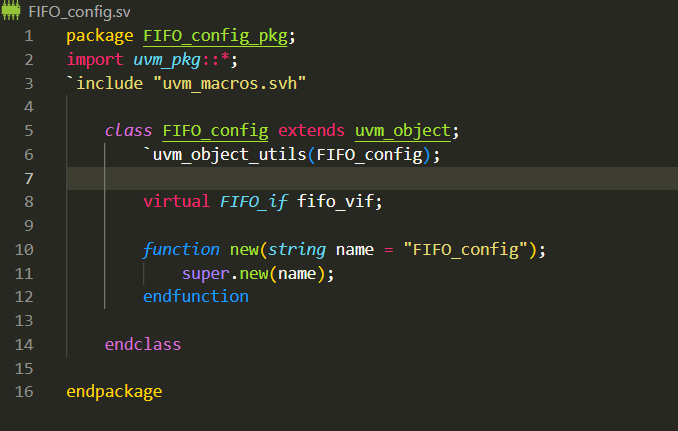 FIFO_config.sv
1 package FIFO_config_pkg;
2 import uvm_pkg::*;
3 `include "uvm_macros.svh"
4
5 class FIFO_config extends uvm_object;
6 `uvm_object_utils(FIFO_config);
7
8 virtual FIFO_if fifo_vif;
9
10 function new(string name = "FIFO_config");
11 super.new(name);
12 endfunction
13
14 endclass
15
16 endpackage